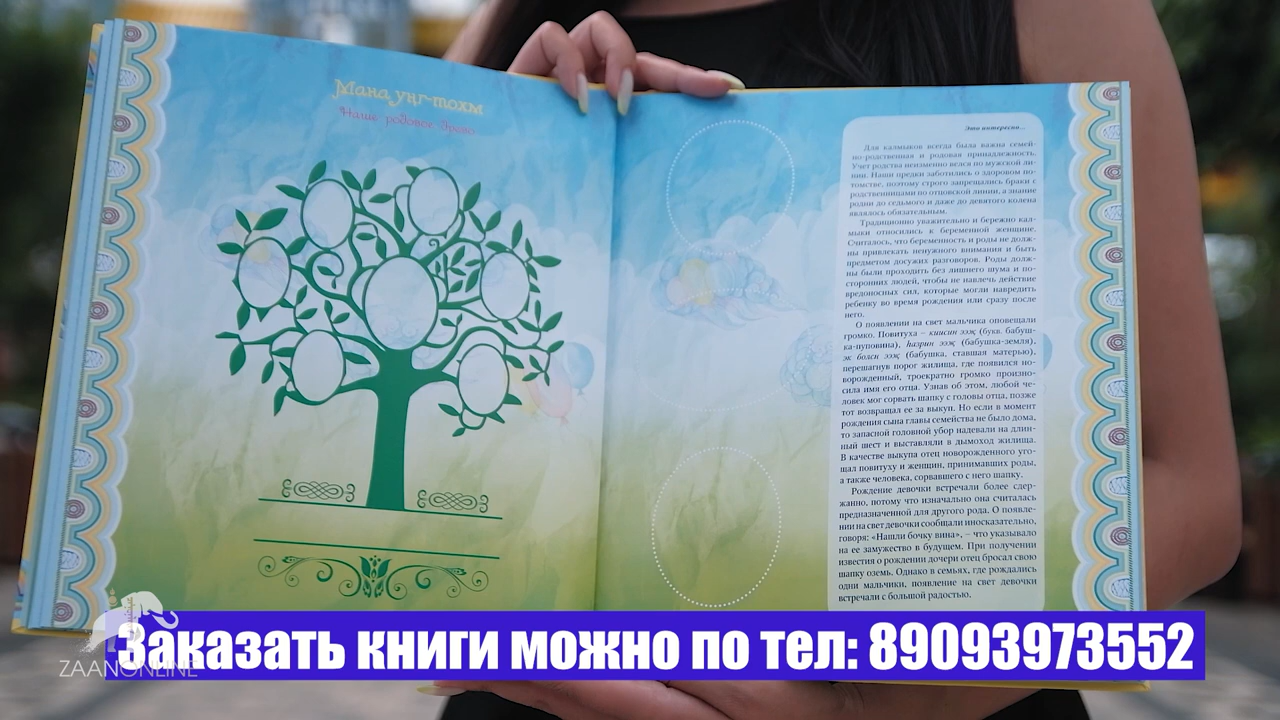 Мана уңг-тохм
Наше родовое древо
Это интересно...
Для калмыков всегда была важна семей-
но-родственная и родовая принадлежность.
Учет родства неизменно велся по мужской ли-
нии. Наши предки заботились о здоровом по-
томстве, поэтому строго запрещались браки с
родственницами по отцовской линии, а знание
родни до седьмого и даже до девятого колена
являлось обязательным.
Традиционно уважительно и бережно кал-
мыки относились к беременной женщине.
Считалось, что беременность и роды не долж-
ны привлекать ненужного внимания и быть
предметом досужих разговоров. Роды долж-
ны были проходить без лишнего шума и по-
сторонних людей, чтобы не навлечь действие
вредоносных сил, которые могли навредить
ребенку во время рождения или сразу после
него.
О появлении на свет мальчика оповещали
громко. Повитуха – киисән ээҗ (букв. бабуш-
ка-пуповина), һазрин ээҗ (бабушка-земля),
эк болсн ээҗ (бабушка, ставшая матерью),
перешагнув порог жилища, где появился но-
ворожденный, троекратно громко произно-
сила имя его отца. Узнав об этом, любой че-
ловек мог сорвать шапку с головы отца, позже
тот возвращал ее за выкуп. Но если в момент
рождения сына главы семейства не было дома,
то запасной головной убор надевали на длин-
ный шест и выставляли в дымоход жилища.
В качестве выкупа отец новорожденного уго-
щал повитуху и женщин, принимавших роды,
а также человека, сорвавшего с него шапку.
Рождение девочки встречали более сдер-
жанно, потому что изначально она считалась
предназначенной для другого рода. О появле-
нии на свет девочки сообщали иносказательно,
говоря: «Нашли бочку вина», – что указывало
на ее замужество в будущем. При получении
известия о рождении дочери отец бросал свою
шапку оземь. Однако в семьях, где рождались
одни мальчики, появление на свет девочки
встречали с большой радостью.
Заказать книги можно по тел: 89093973552
ZAANONLINE